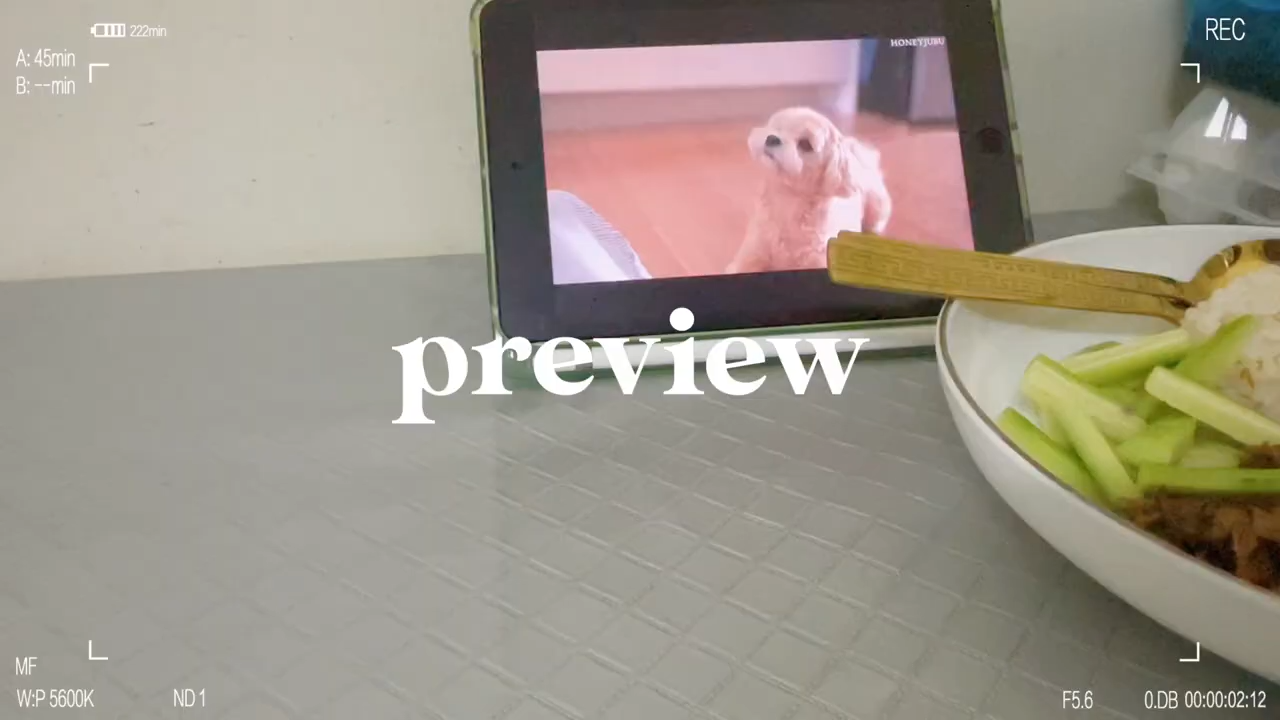 222min
REC
A: 45min
B: --min
HONEYJUBU
preview
MF
W:P 5600K
ND 1
F5.6
0.DB 00:00:02:12